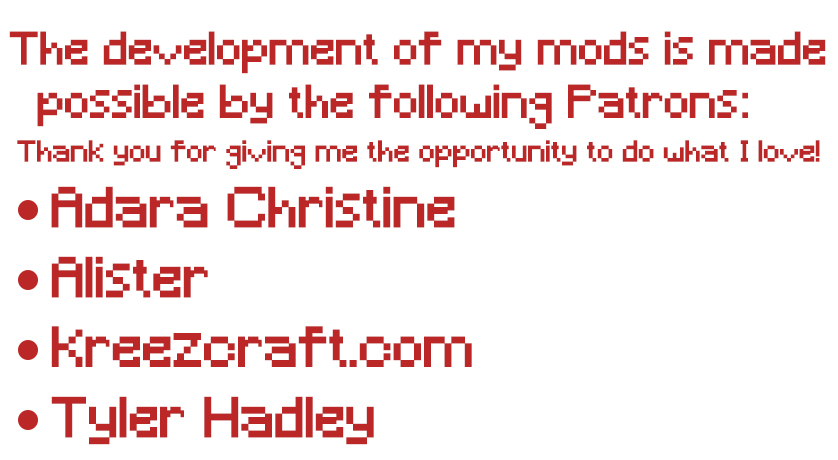 The development of my mods is made
possible by the following Patrons:
Thank you for giving me the opportunity to do what I love!
• Adara Christine
• Alister
• Kreezcraft.com
• Tyler Hadley